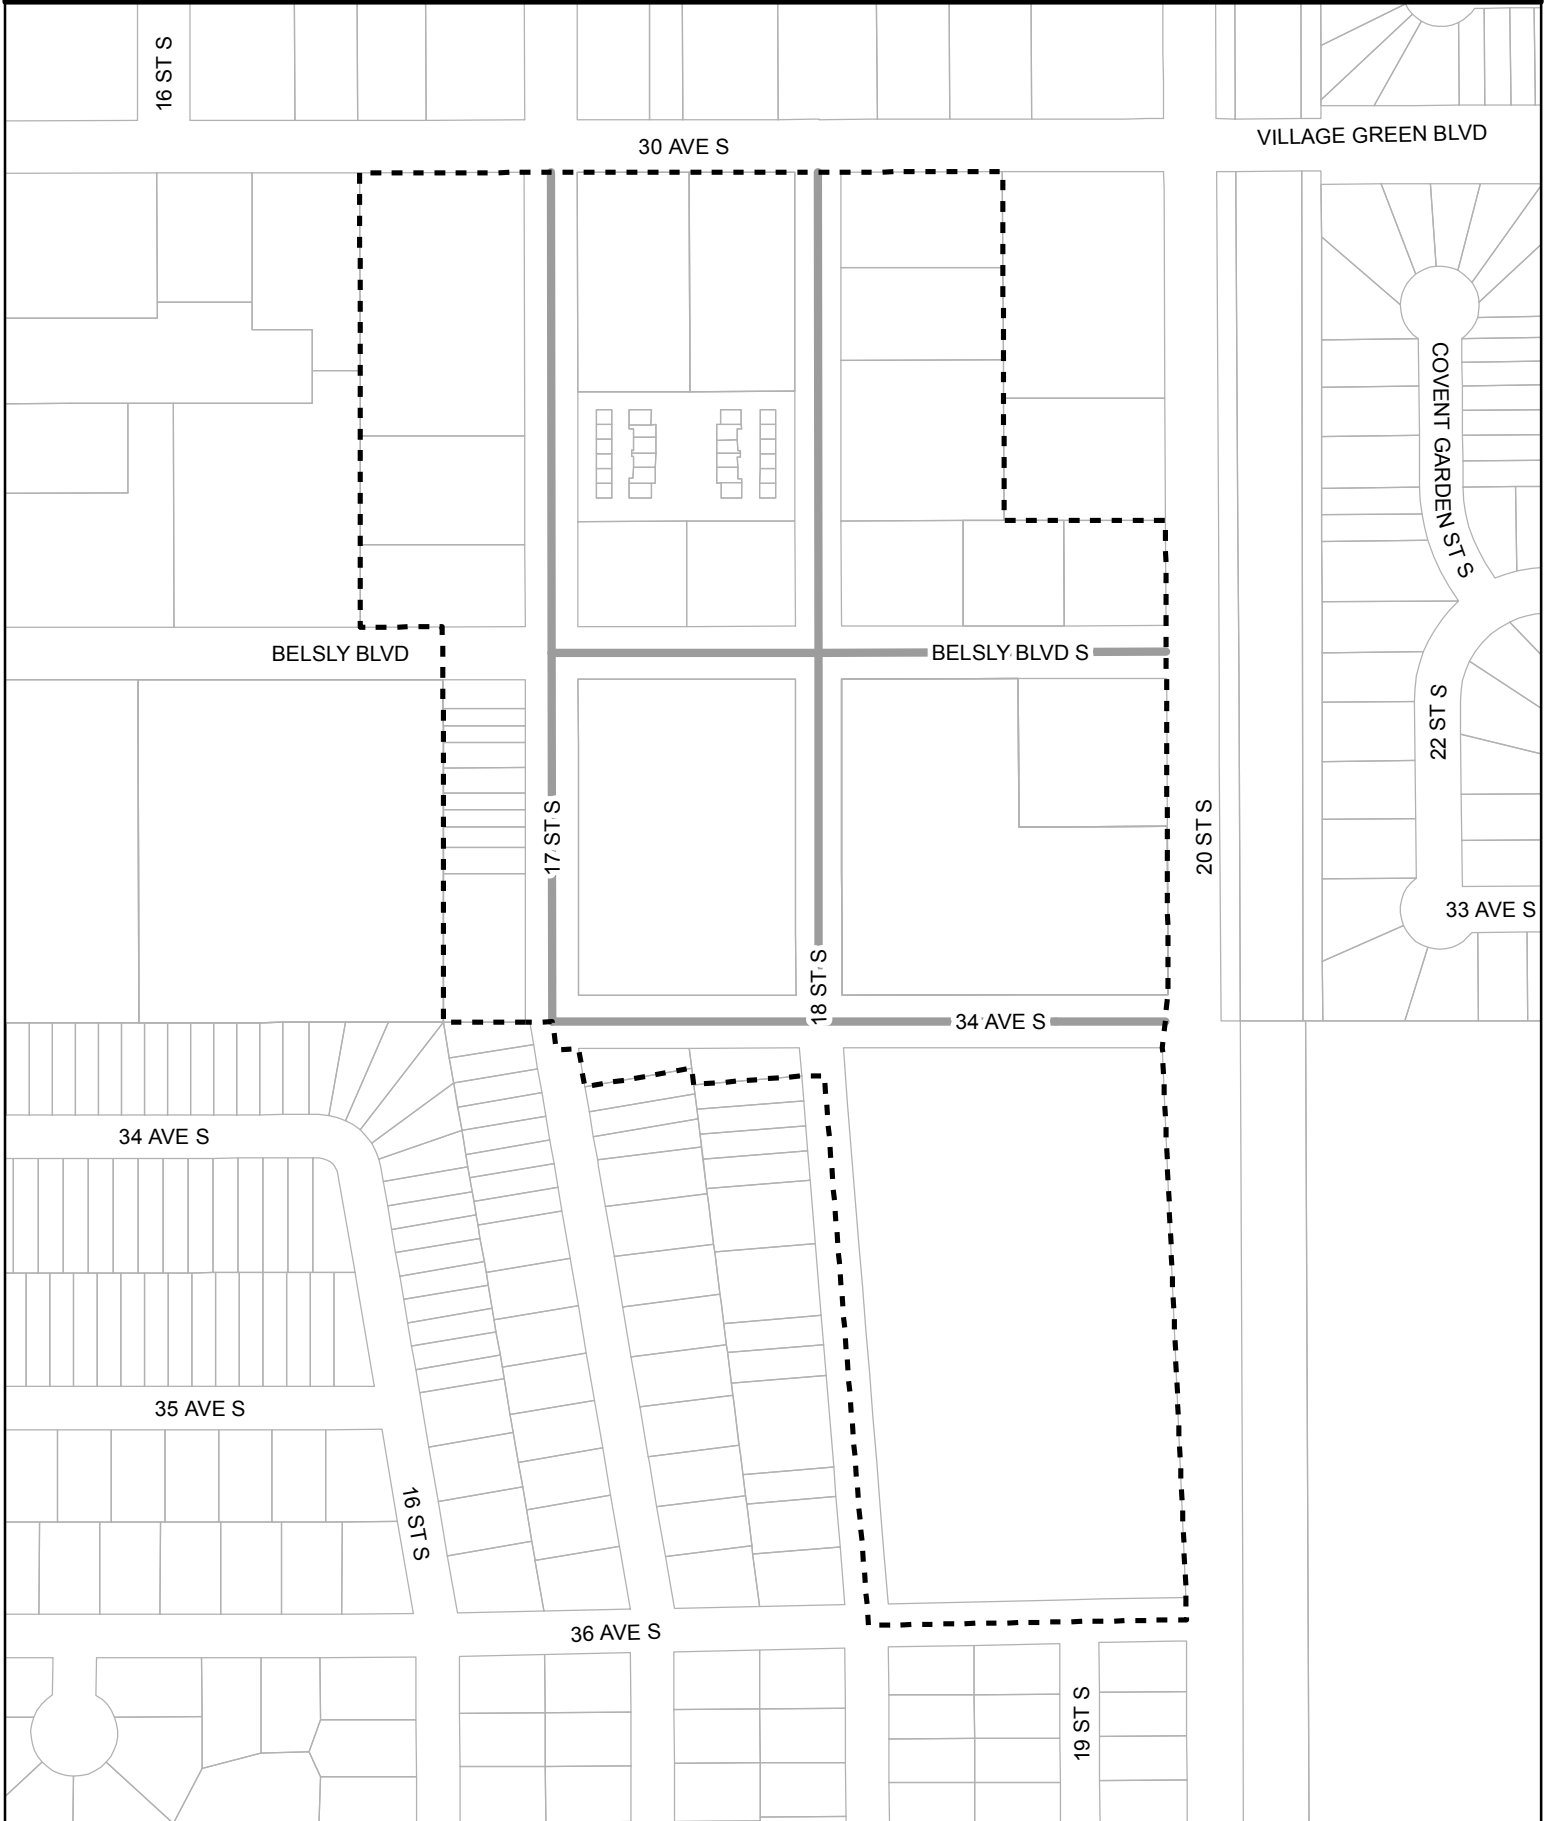 16 ST S
30 AVE S
VILLAGE GREEN BLVD
COVENT GARDEN ST S
BELSLY BLVD
BELSLY BLVD S
22 ST S
17 ST S
20 ST S
33 AVE S
18 ST S
34 AVE S
34 AVE S
35 AVE S
16 ST S
36 AVE S
19 ST S